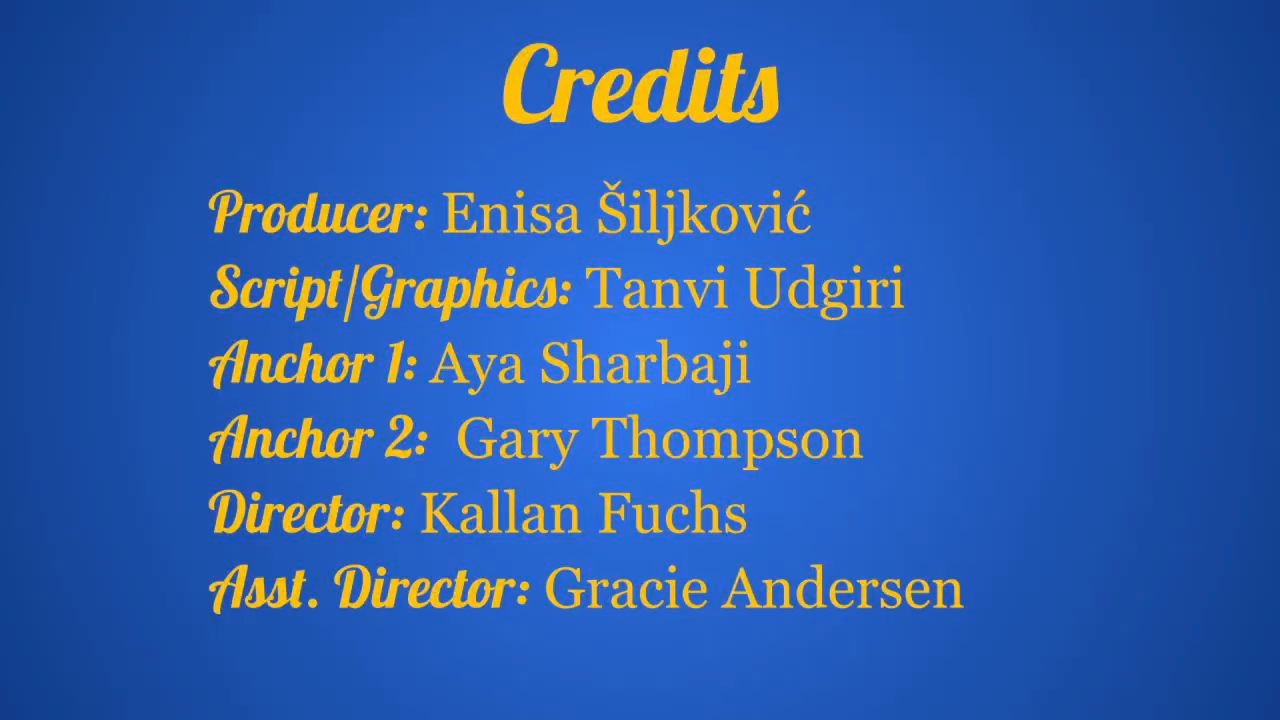 Credits
Producer: Enisa Šiljković
Script/Graphics: Tanvi Udgiri
Anchor 1: Aya Sharbaji
Anchor 2:  Gary Thompson
Director: Kallan Fuchs
Asst. Director: Gracie Andersen